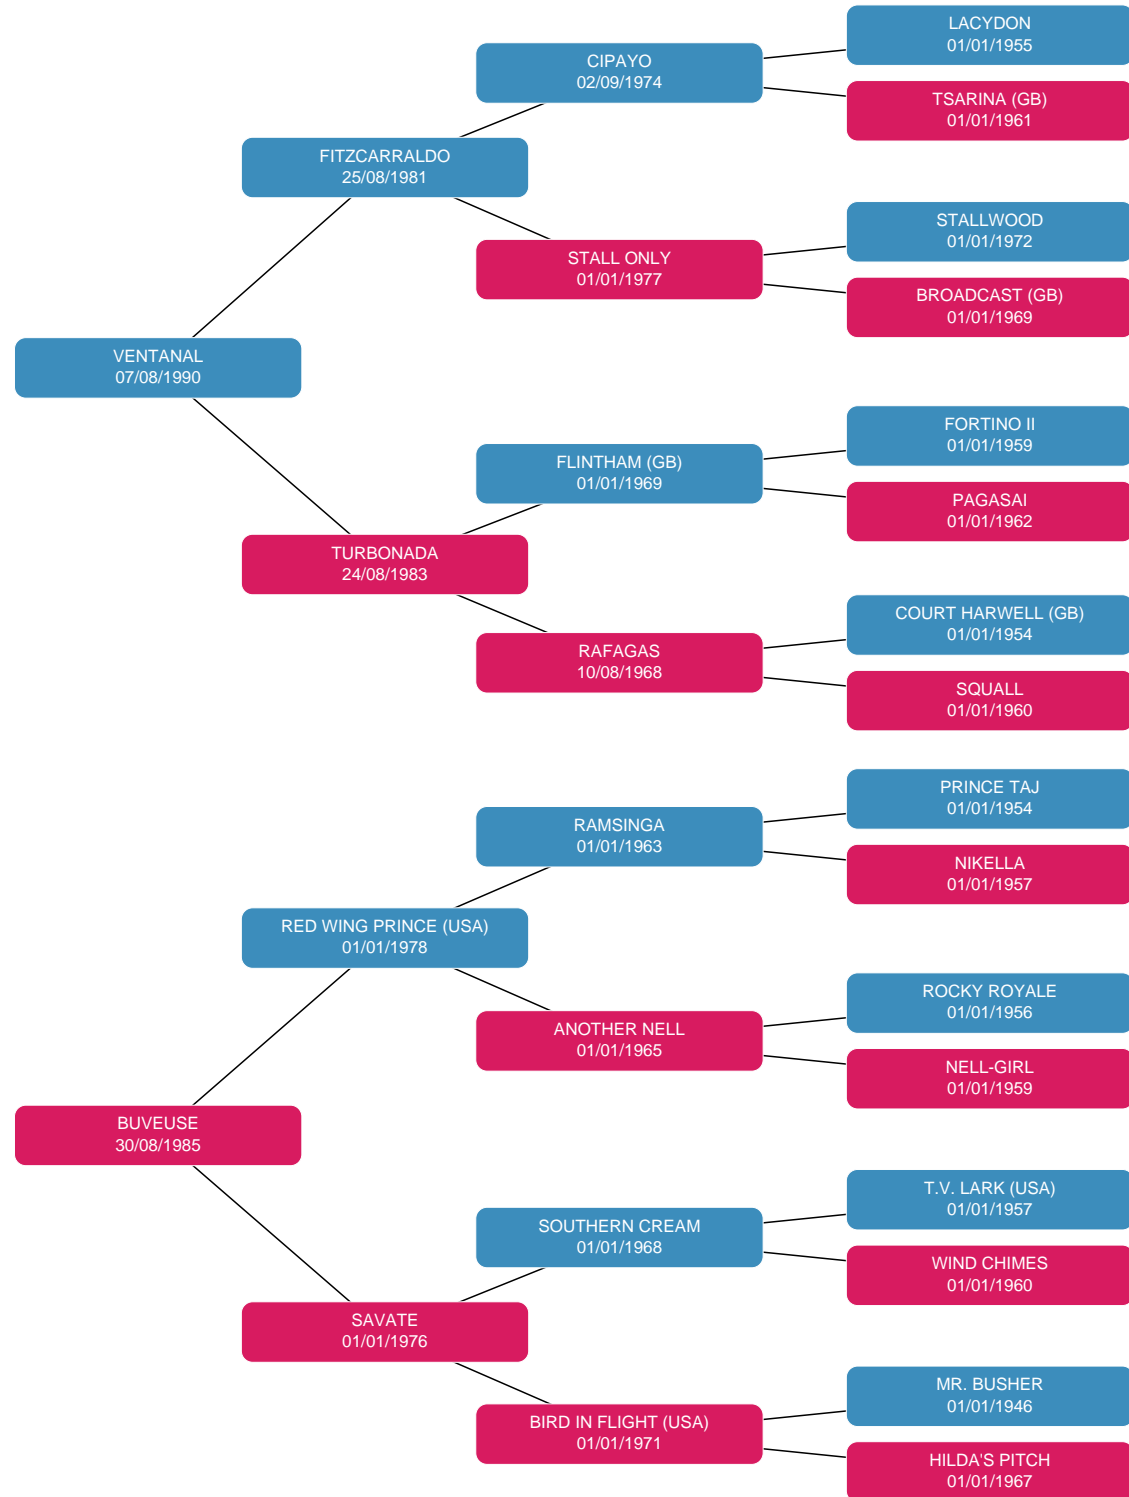 LACYDON
01/01/1955
CIPAYO
02/09/1974
TSARINA (GB)
01/01/1961
FITZCARRALDO
25/08/1981
STALLWOOD
01/01/1972
STALL ONLY
01/01/1977
BROADCAST (GB)
01/01/1969
VENTANAL
07/08/1990
FORTINO II
01/01/1959
FLINTHAM (GB)
01/01/1969
PAGASAI
01/01/1962
TURBONADA
24/08/1983
COURT HARWELL (GB)
01/01/1954
RAFAGAS
10/08/1968
SQUALL
01/01/1960
PRINCE TAJ
01/01/1954
RAMSINGA
01/01/1963
NIKELLA
01/01/1957
RED WING PRINCE (USA)
01/01/1978
ROCKY ROYALE
01/01/1956
ANOTHER NELL
01/01/1965
NELL-GIRL
01/01/1959
BUVEUSE
30/08/1985
T.V. LARK (USA)
01/01/1957
SOUTHERN CREAM
01/01/1968
WIND CHIMES
01/01/1960
SAVATE
01/01/1976
MR. BUSHER
01/01/1946
BIRD IN FLIGHT (USA)
01/01/1971
HILDA'S PITCH
01/01/1967